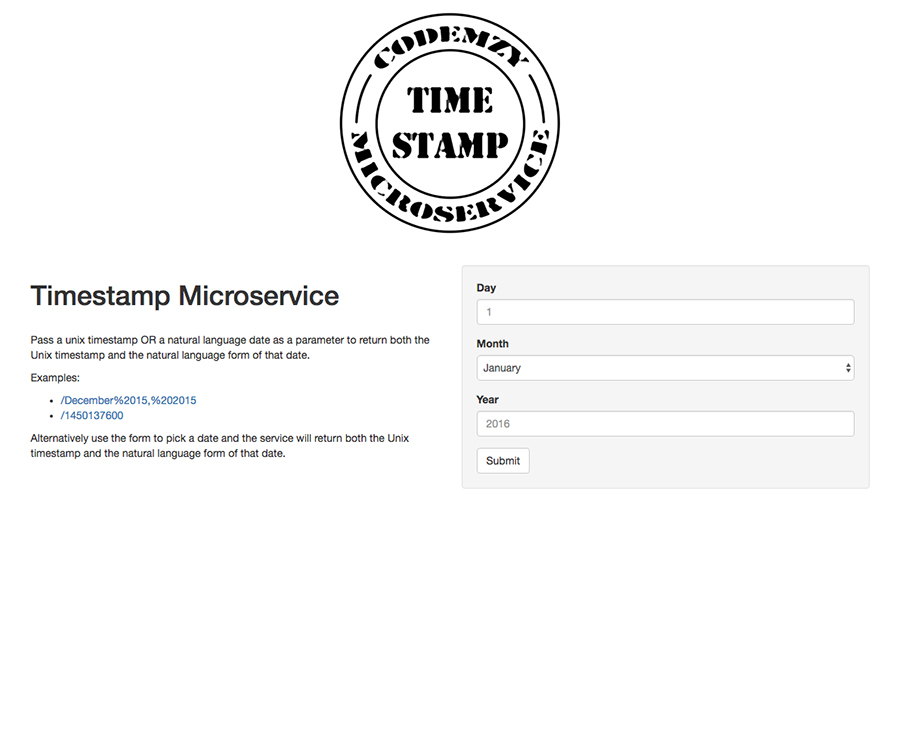 CODEMZY
TIME
STAMP
MICROSERVICE
Timestamp Microservice
Pass a unix timestamp OR a natural language date as a parameter to return both the
Unix timestamp and the natural language form of that date.
Examples:
• /December%2015,%202015
• /1450137600
Alternatively use the form to pick a date and the service will return both the Unix
timestamp and the natural language form of that date.
Day
1
Month
January
Year
2016
Submit